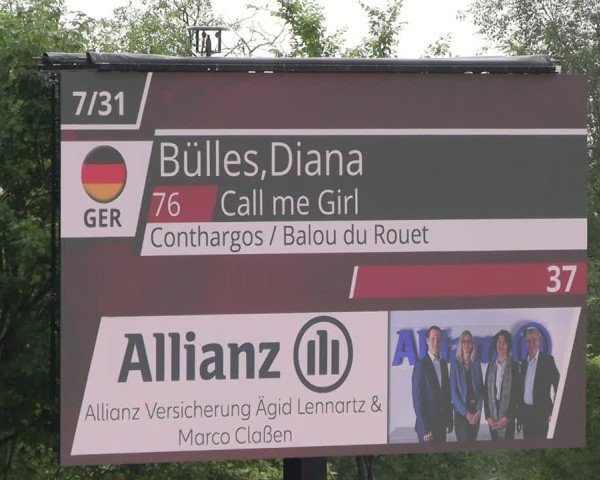 7/31
GER
Bülles,Diana
76 Call me Girl
Conthargos / Balou du Rouet
37
Allianz
Allianz Versicherung Ägid Lennartz &
Marco Claßen
Allianz